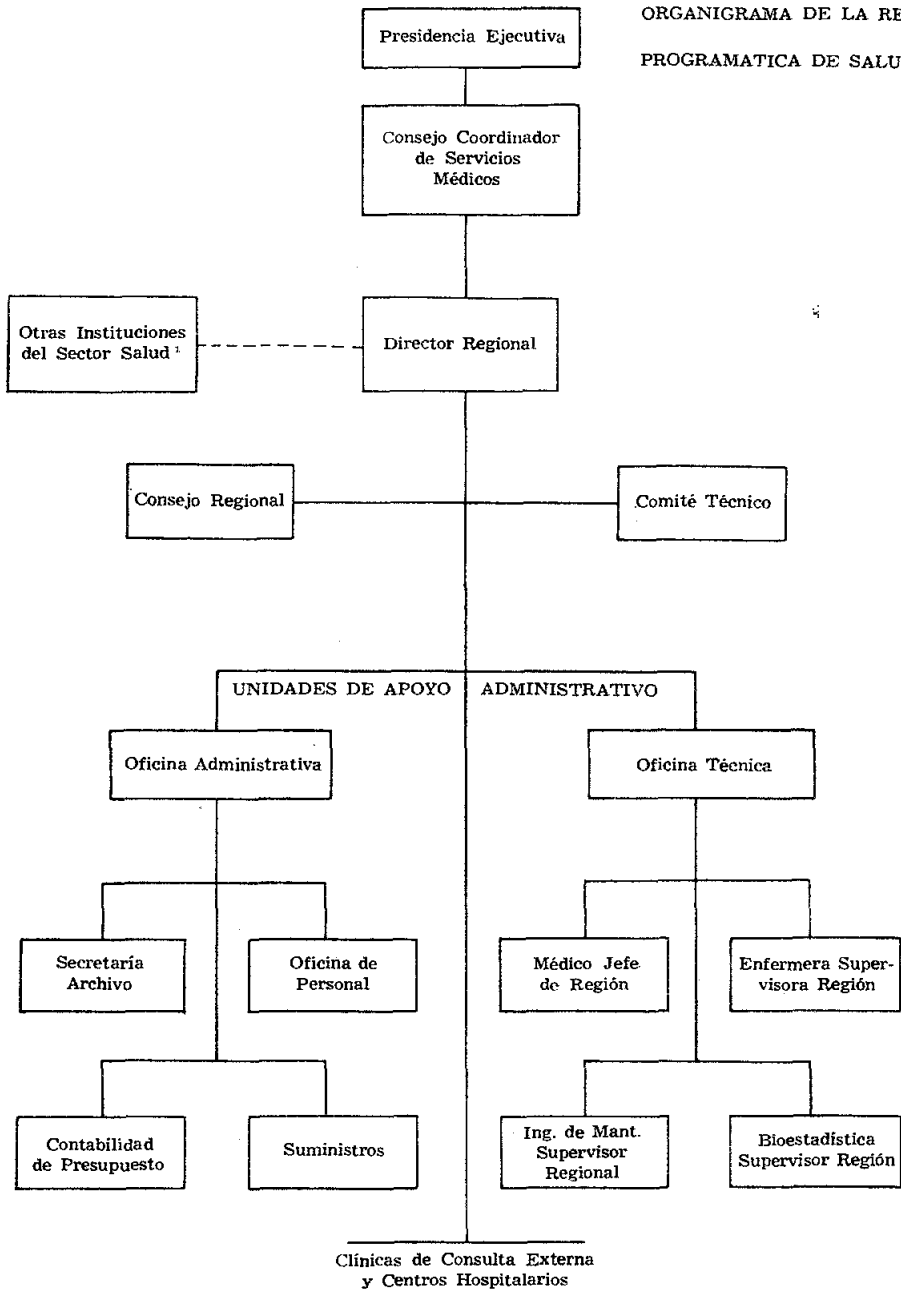 ORGANIGRAMA DE LA RE
PROGRAMATICA DE SALU
Presidencia Ejecutiva
Consejo Coordinador
de Servicios
Médicos
Otras Instituciones
del Sector Salud ¹
Director Regional
Consejo Regional
Comité Técnico
UNIDADES DE APOYO ADMINISTRATIVO
Oficina Administrativa
Oficina Técnica
Secretaría
Archivo
Oficina de
Personal
Médico Jefe
de Región
Enfermera Super-
visora Región
Contabilidad
de Presupuesto
Suministros
Ing. de Mant.
Supervisor
Regional
Bioestadística
Supervisor Región
Clínicas de Consulta Externa
y Centros Hospitalarios